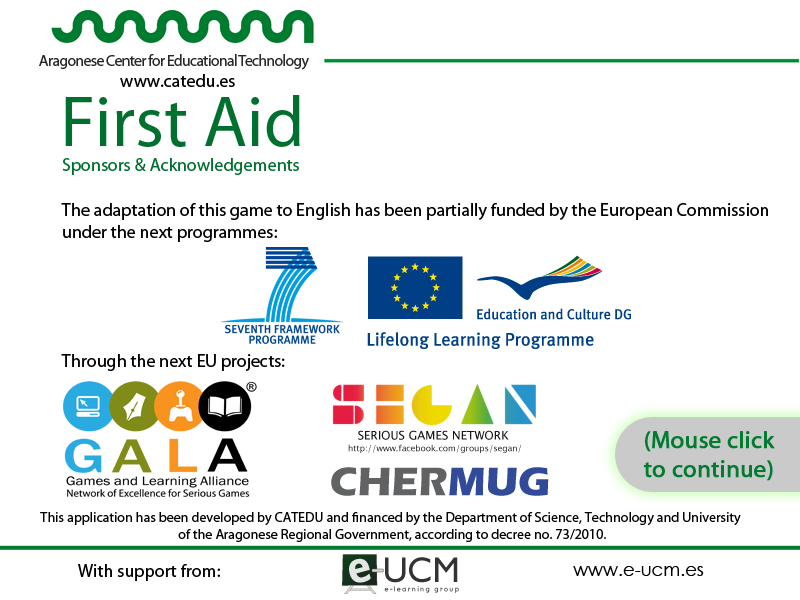 Aragonese Center for Educational Technology
www.catedu.es
First Aid
Sponsors & Acknowledgements
The adaptation of this game to English has been partially funded by the European Commission
under the next programmes:
7
SEVENTH FRAMEWORK
PROGRAMME
Education and Culture DG
Lifelong Learning Programme
Through the next EU projects:
GALA®
Games and Learning Alliance
Network of Excellence for Serious Games
SEGAN
SERIOUS GAMES NETWORK
http://www.facebook.com/groups/segan/
CHERMUG
(Mouse click
to continue)
This application has been developed by CATEDU and financed by the Department of Science, Technology and University
of the Aragonese Regional Government, according to decree no. 73/2010.
With support from:
e-UCM
e-learning group
www.e-ucm.es